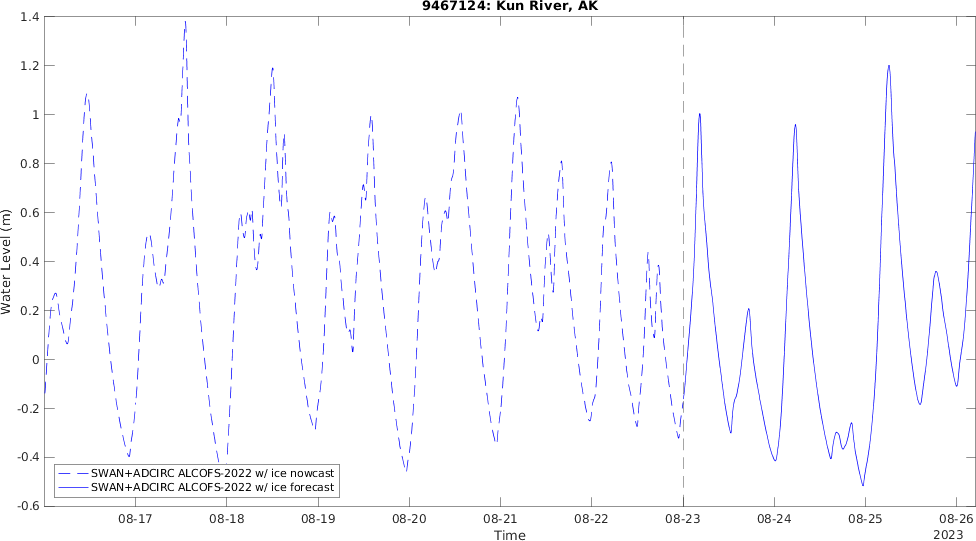 9467124: Kun River, AK
1.4
1.2
1
0.8
0.6
0.4
0.2
0
-0.2
-0.4
-0.6
Water Level (m)
SWAN+ADCIRC ALCOFS-2022 w/ ice nowcast
SWAN+ADCIRC ALCOFS-2022 w/ ice forecast
08-17 08-18 08-19 08-20 08-21 08-22 08-23 08-24 08-25 08-26
Time
2023